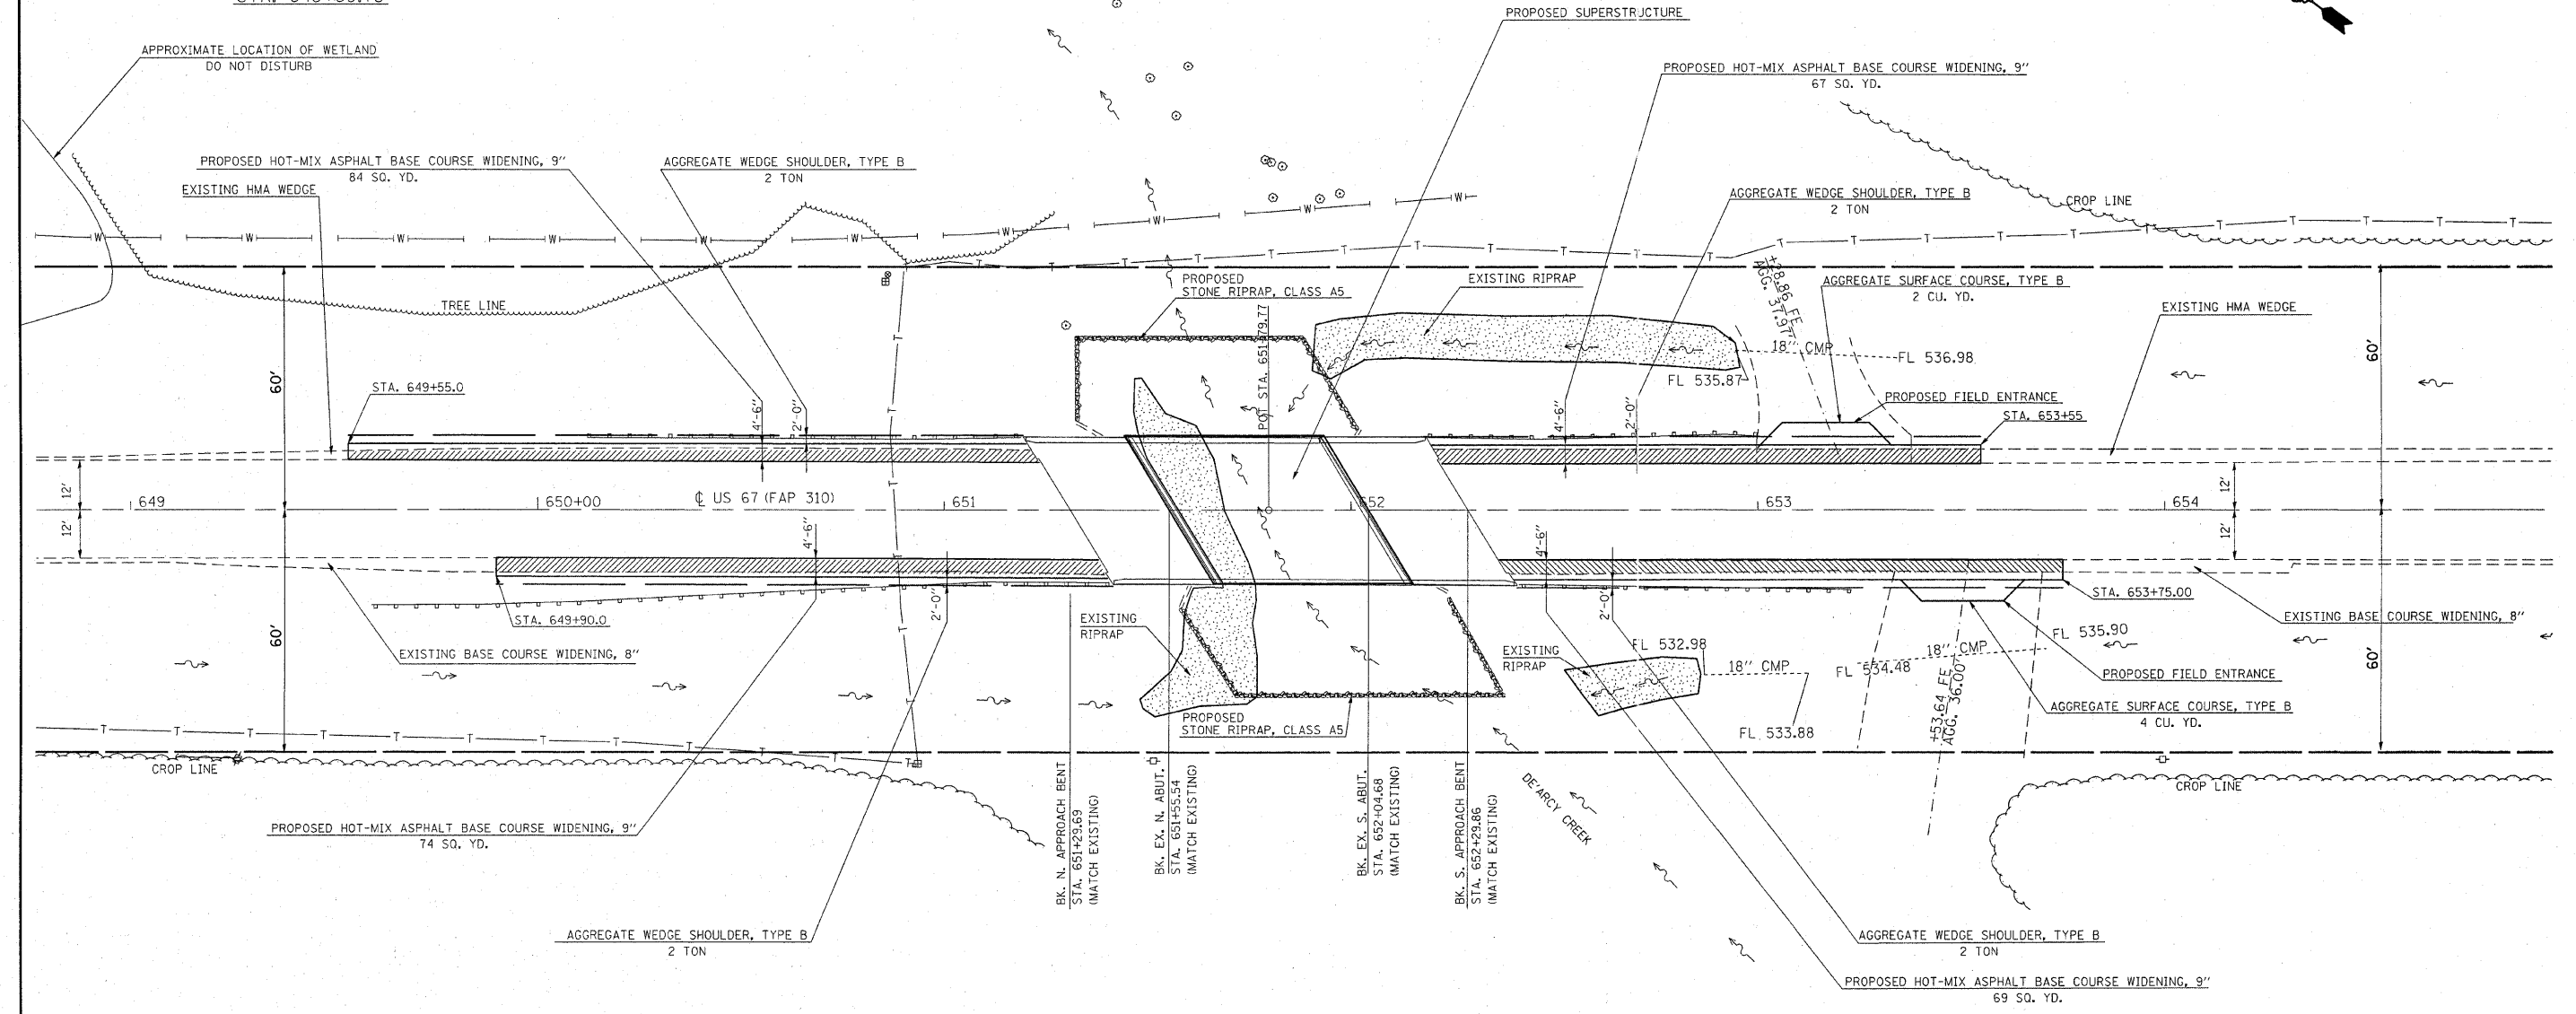 PROPOSED SUPERSTRUCTURE
APPROXIMATE LOCATION OF WETLAND
DO NOT DISTURB
PROPOSED HOT-MIX ASPHALT BASE COURSE WIDENING, 9"
67 SQ. YD.
PROPOSED HOT-MIX ASPHALT BASE COURSE WIDENING, 9"
84 SQ. YD.
AGGREGATE WEDGE SHOULDER, TYPE B
2 TON
EXISTING HMA WEDGE
AGGREGATE WEDGE SHOULDER, TYPE B
2 TON
CROP LINE
W W W W W W W W W W
T T T T T T T T T T T T T T T T T
TREE LINE
PROPOSED
STONE RIPRAP, CLASS A5
EXISTING RIPRAP
POT STA. 651+79.77
+28.86 FE
AGG. 37.97'
AGGREGATE SURFACE COURSE, TYPE B
2 CU. YD.
EXISTING HMA WEDGE
18" CMP
FL 536.98
FL 535.87
60'
60'
STA. 649+55.0
4'-6"
2'-0"
4'-6"
2'-0"
PROPOSED FIELD ENTRANCE
STA. 653+55
12'
12'
649
650+00
℄ US 67 (FAP 310)
651
652
653
654
12'
12'
4'-6"
2'-0"
4'-6"
2'-0"
STA. 649+90.0
STA. 653+75.00
EXISTING BASE COURSE WIDENING, 8"
EXISTING BASE COURSE WIDENING, 8"
60'
60'
EXISTING
RIPRAP
EXISTING
RIPRAP
FL 532.98
18" CMP
FL 533.88
FL 534.48
18" CMP
FL 535.90
PROPOSED FIELD ENTRANCE
+53.64 FE
AGG. 36.00'
AGGREGATE SURFACE COURSE, TYPE B
4 CU. YD.
PROPOSED
STONE RIPRAP, CLASS A5
T T T T T T T T T T T T
CROP LINE
CROP LINE
BK. N. APPROACH BENT
STA. 651+29.69
(MATCH EXISTING)
BK. EX. N. ABUT.
STA. 651+55.54
(MATCH EXISTING)
BK. EX. S. ABUT.
STA. 652+04.68
(MATCH EXISTING)
BK. S. APPROACH BENT
STA. 652+29.86
(MATCH EXISTING)
DE'ARCY CREEK
PROPOSED HOT-MIX ASPHALT BASE COURSE WIDENING, 9"
74 SQ. YD.
AGGREGATE WEDGE SHOULDER, TYPE B
2 TON
AGGREGATE WEDGE SHOULDER, TYPE B
2 TON
PROPOSED HOT-MIX ASPHALT BASE COURSE WIDENING, 9"
69 SQ. YD.